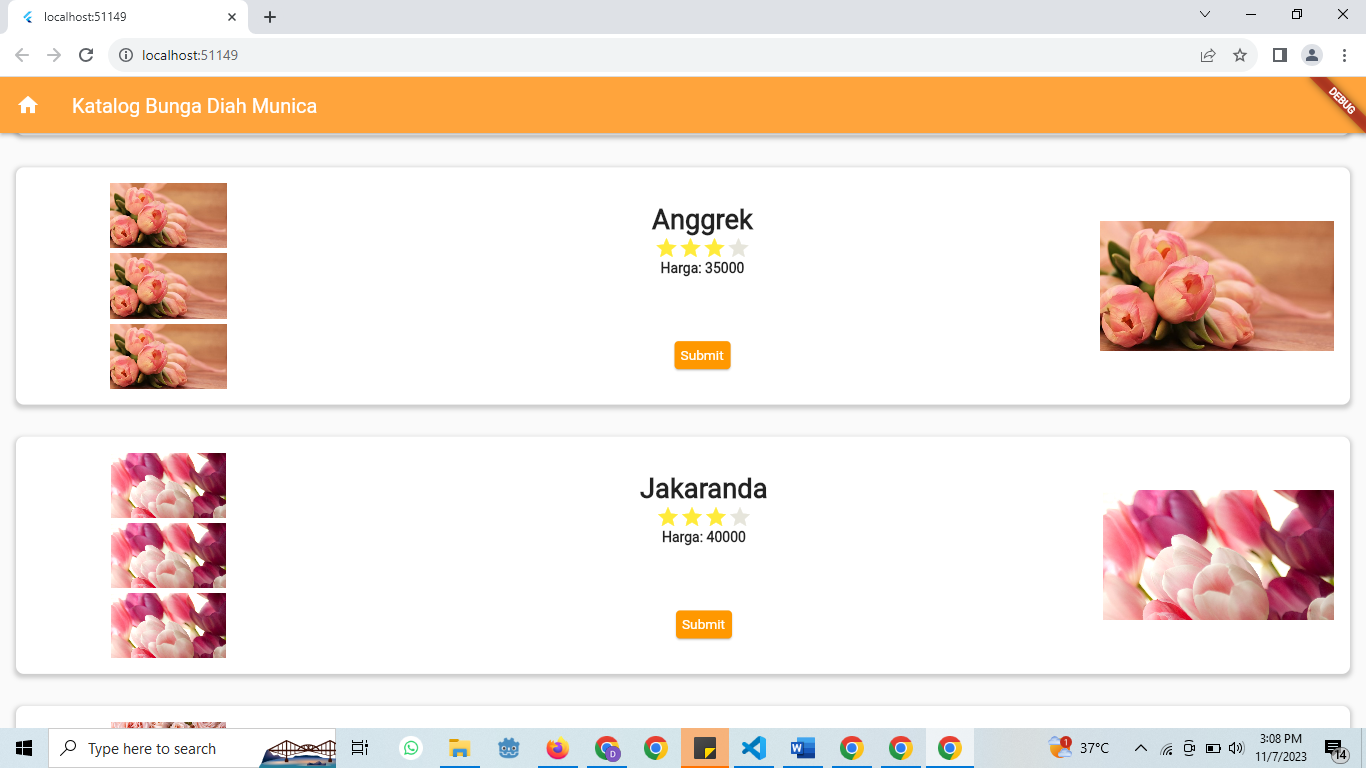 localhost:51149
localhost:51149
Katalog Bunga Diah Munica
DEBUG
Anggrek
Harga: 35000
Submit
Jakaranda
Harga: 40000
Submit
Type here to search
D
W
1
37°C
3:08 PM
11/7/2023
14